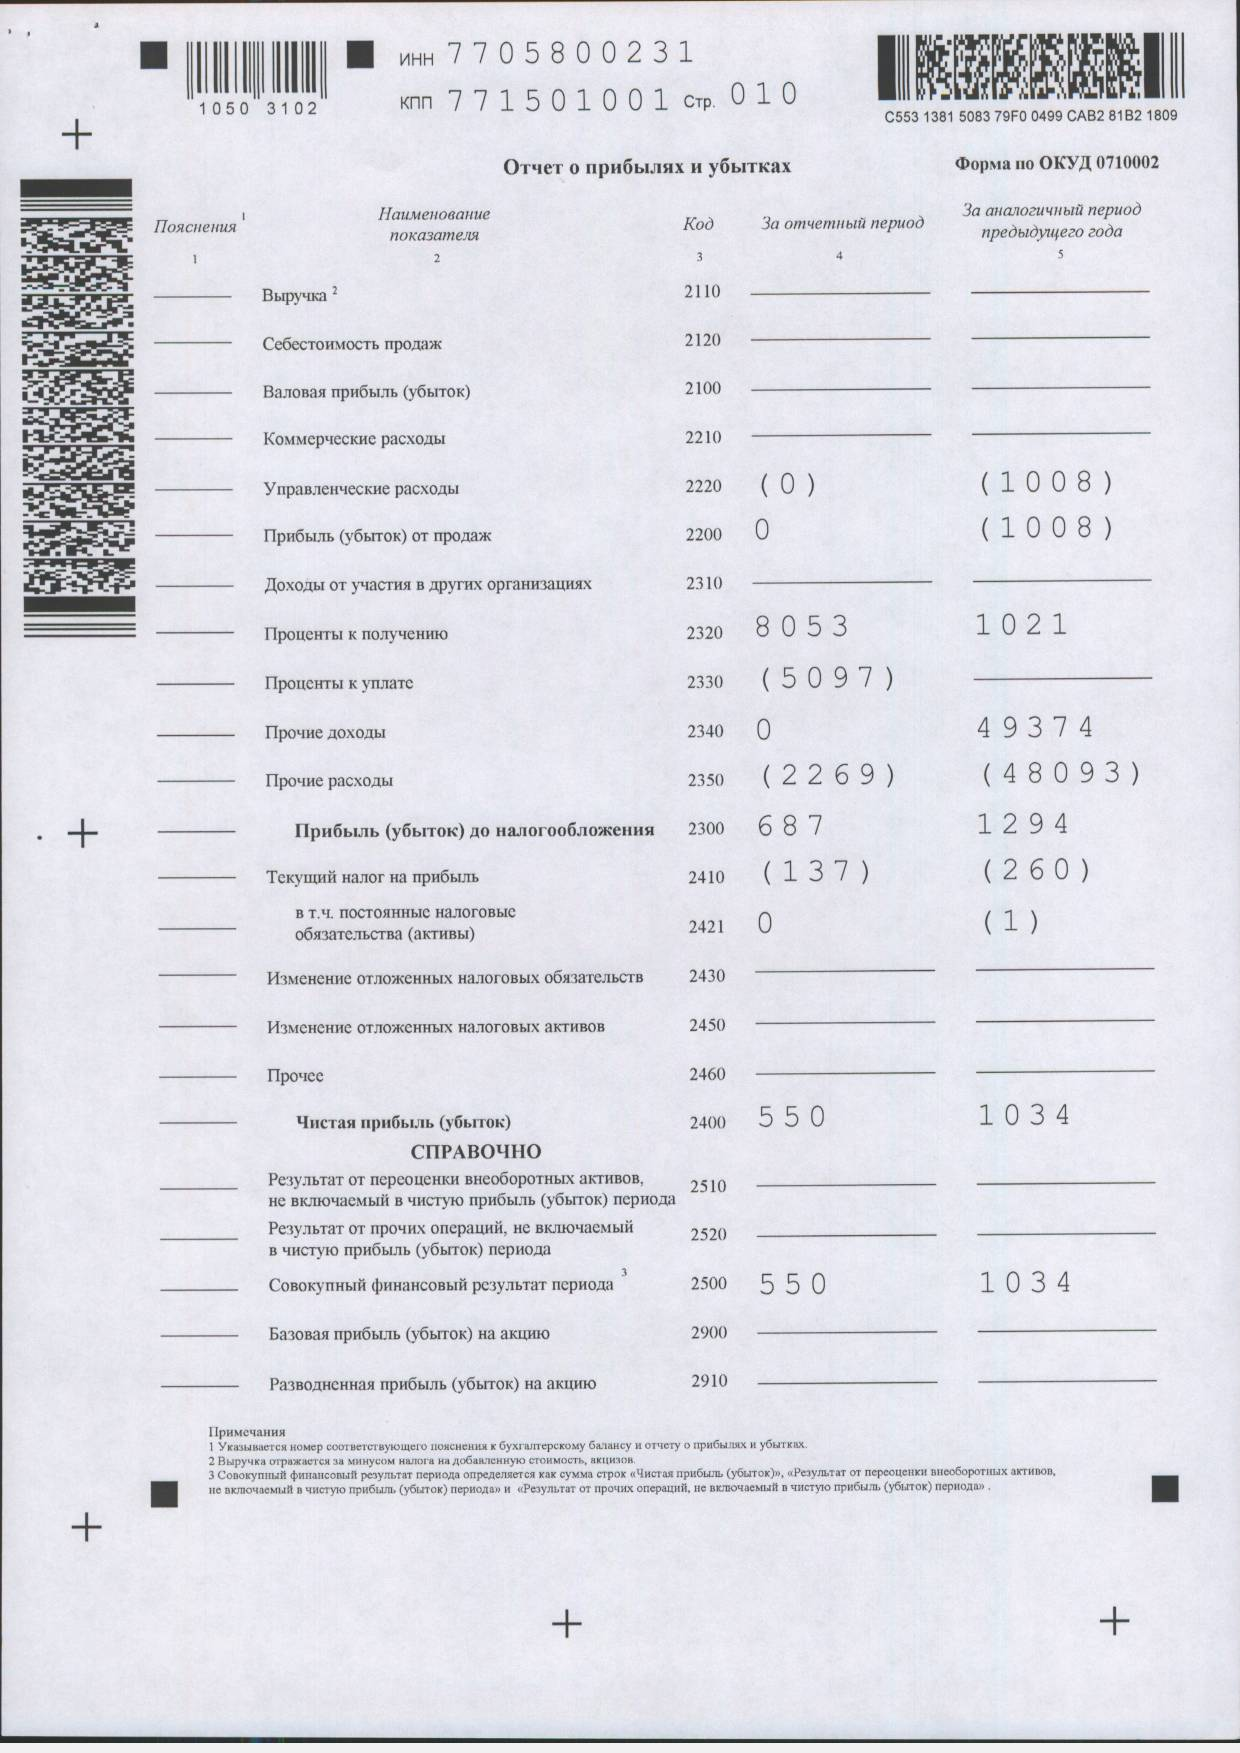 ИНН 7705800231
1050 3102
КПП 771501001 Стр. 010
C553 1381 5083 79F0 0499 CAB2 81B2 1809
Отчет о прибылях и убытках
Форма по ОКУД 0710002
Пояснения 1 Наименование показателя Код За отчетный период За аналогичный период предыдущего года
1 2 3 4 5
Выручка 2 2110
Себестоимость продаж 2120
Валовая прибыль (убыток) 2100
Коммерческие расходы 2210
Управленческие расходы 2220 (0) (1008)
Прибыль (убыток) от продаж 2200 0 (1008)
Доходы от участия в других организациях 2310
Проценты к получению 2320 8053 1021
Проценты к уплате 2330 (5097)
Прочие доходы 2340 0 49374
Прочие расходы 2350 (2269) (48093)
Прибыль (убыток) до налогообложения 2300 687 1294
Текущий налог на прибыль 2410 (137) (260)
в т.ч. постоянные налоговые
обязательства (активы) 2421 0 (1)
Изменение отложенных налоговых обязательств 2430
Изменение отложенных налоговых активов 2450
Прочее 2460
Чистая прибыль (убыток) 2400 550 1034
СПРАВОЧНО
Результат от переоценки внеоборотных активов,
не включаемый в чистую прибыль (убыток) периода 2510
Результат от прочих операций, не включаемый
в чистую прибыль (убыток) периода 2520
Совокупный финансовый результат периода 3 2500 550 1034
Базовая прибыль (убыток) на акцию 2900
Разводненная прибыль (убыток) на акцию 2910
Примечания
1 Указывается номер соответствующего пояснения к бухгалтерскому балансу и отчету о прибылях и убытках.
2 Выручка отражается за минусом налога на добавленную стоимость, акцизов.
3 Совокупный финансовый результат периода определяется как сумма строк «Чистая прибыль (убыток)», «Результат от переоценки внеоборотных активов,
не включаемый в чистую прибыль (убыток) периода» и «Результат от прочих операций, не включаемый в чистую прибыль (убыток) периода» .